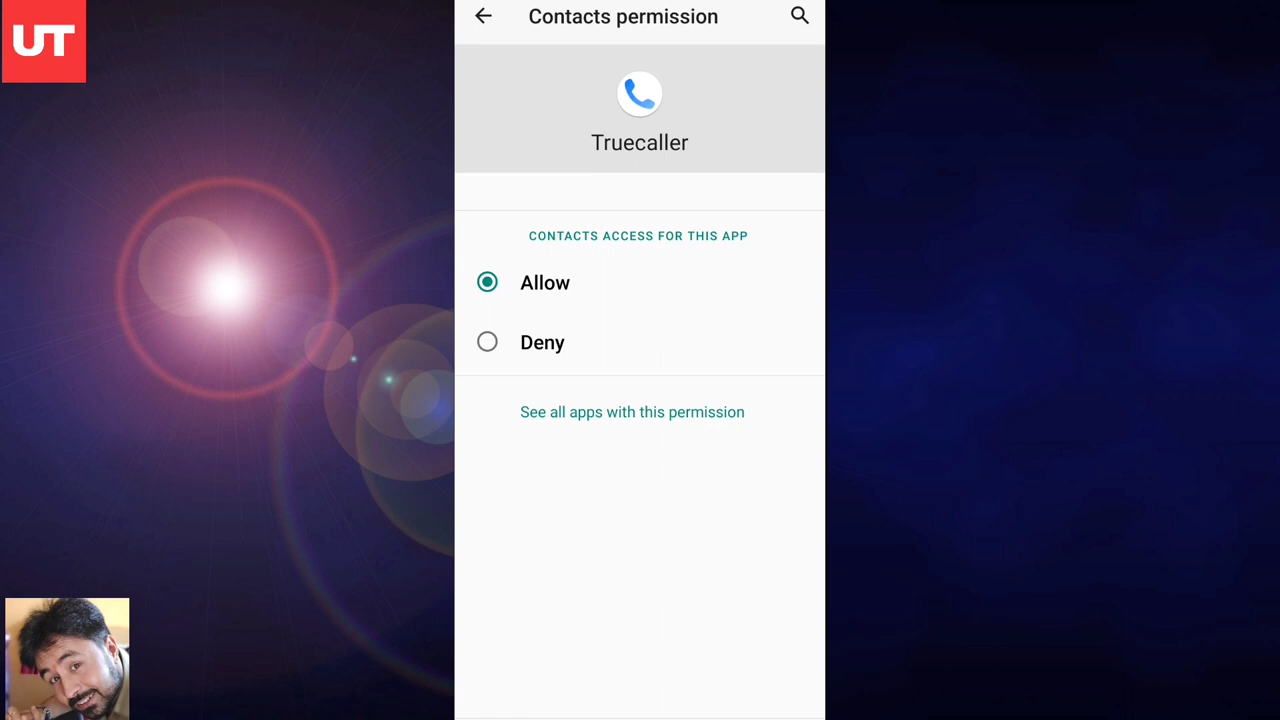 UT
Contacts permission
Truecaller
CONTACTS ACCESS FOR THIS APP
Allow
Deny
See all apps with this permission